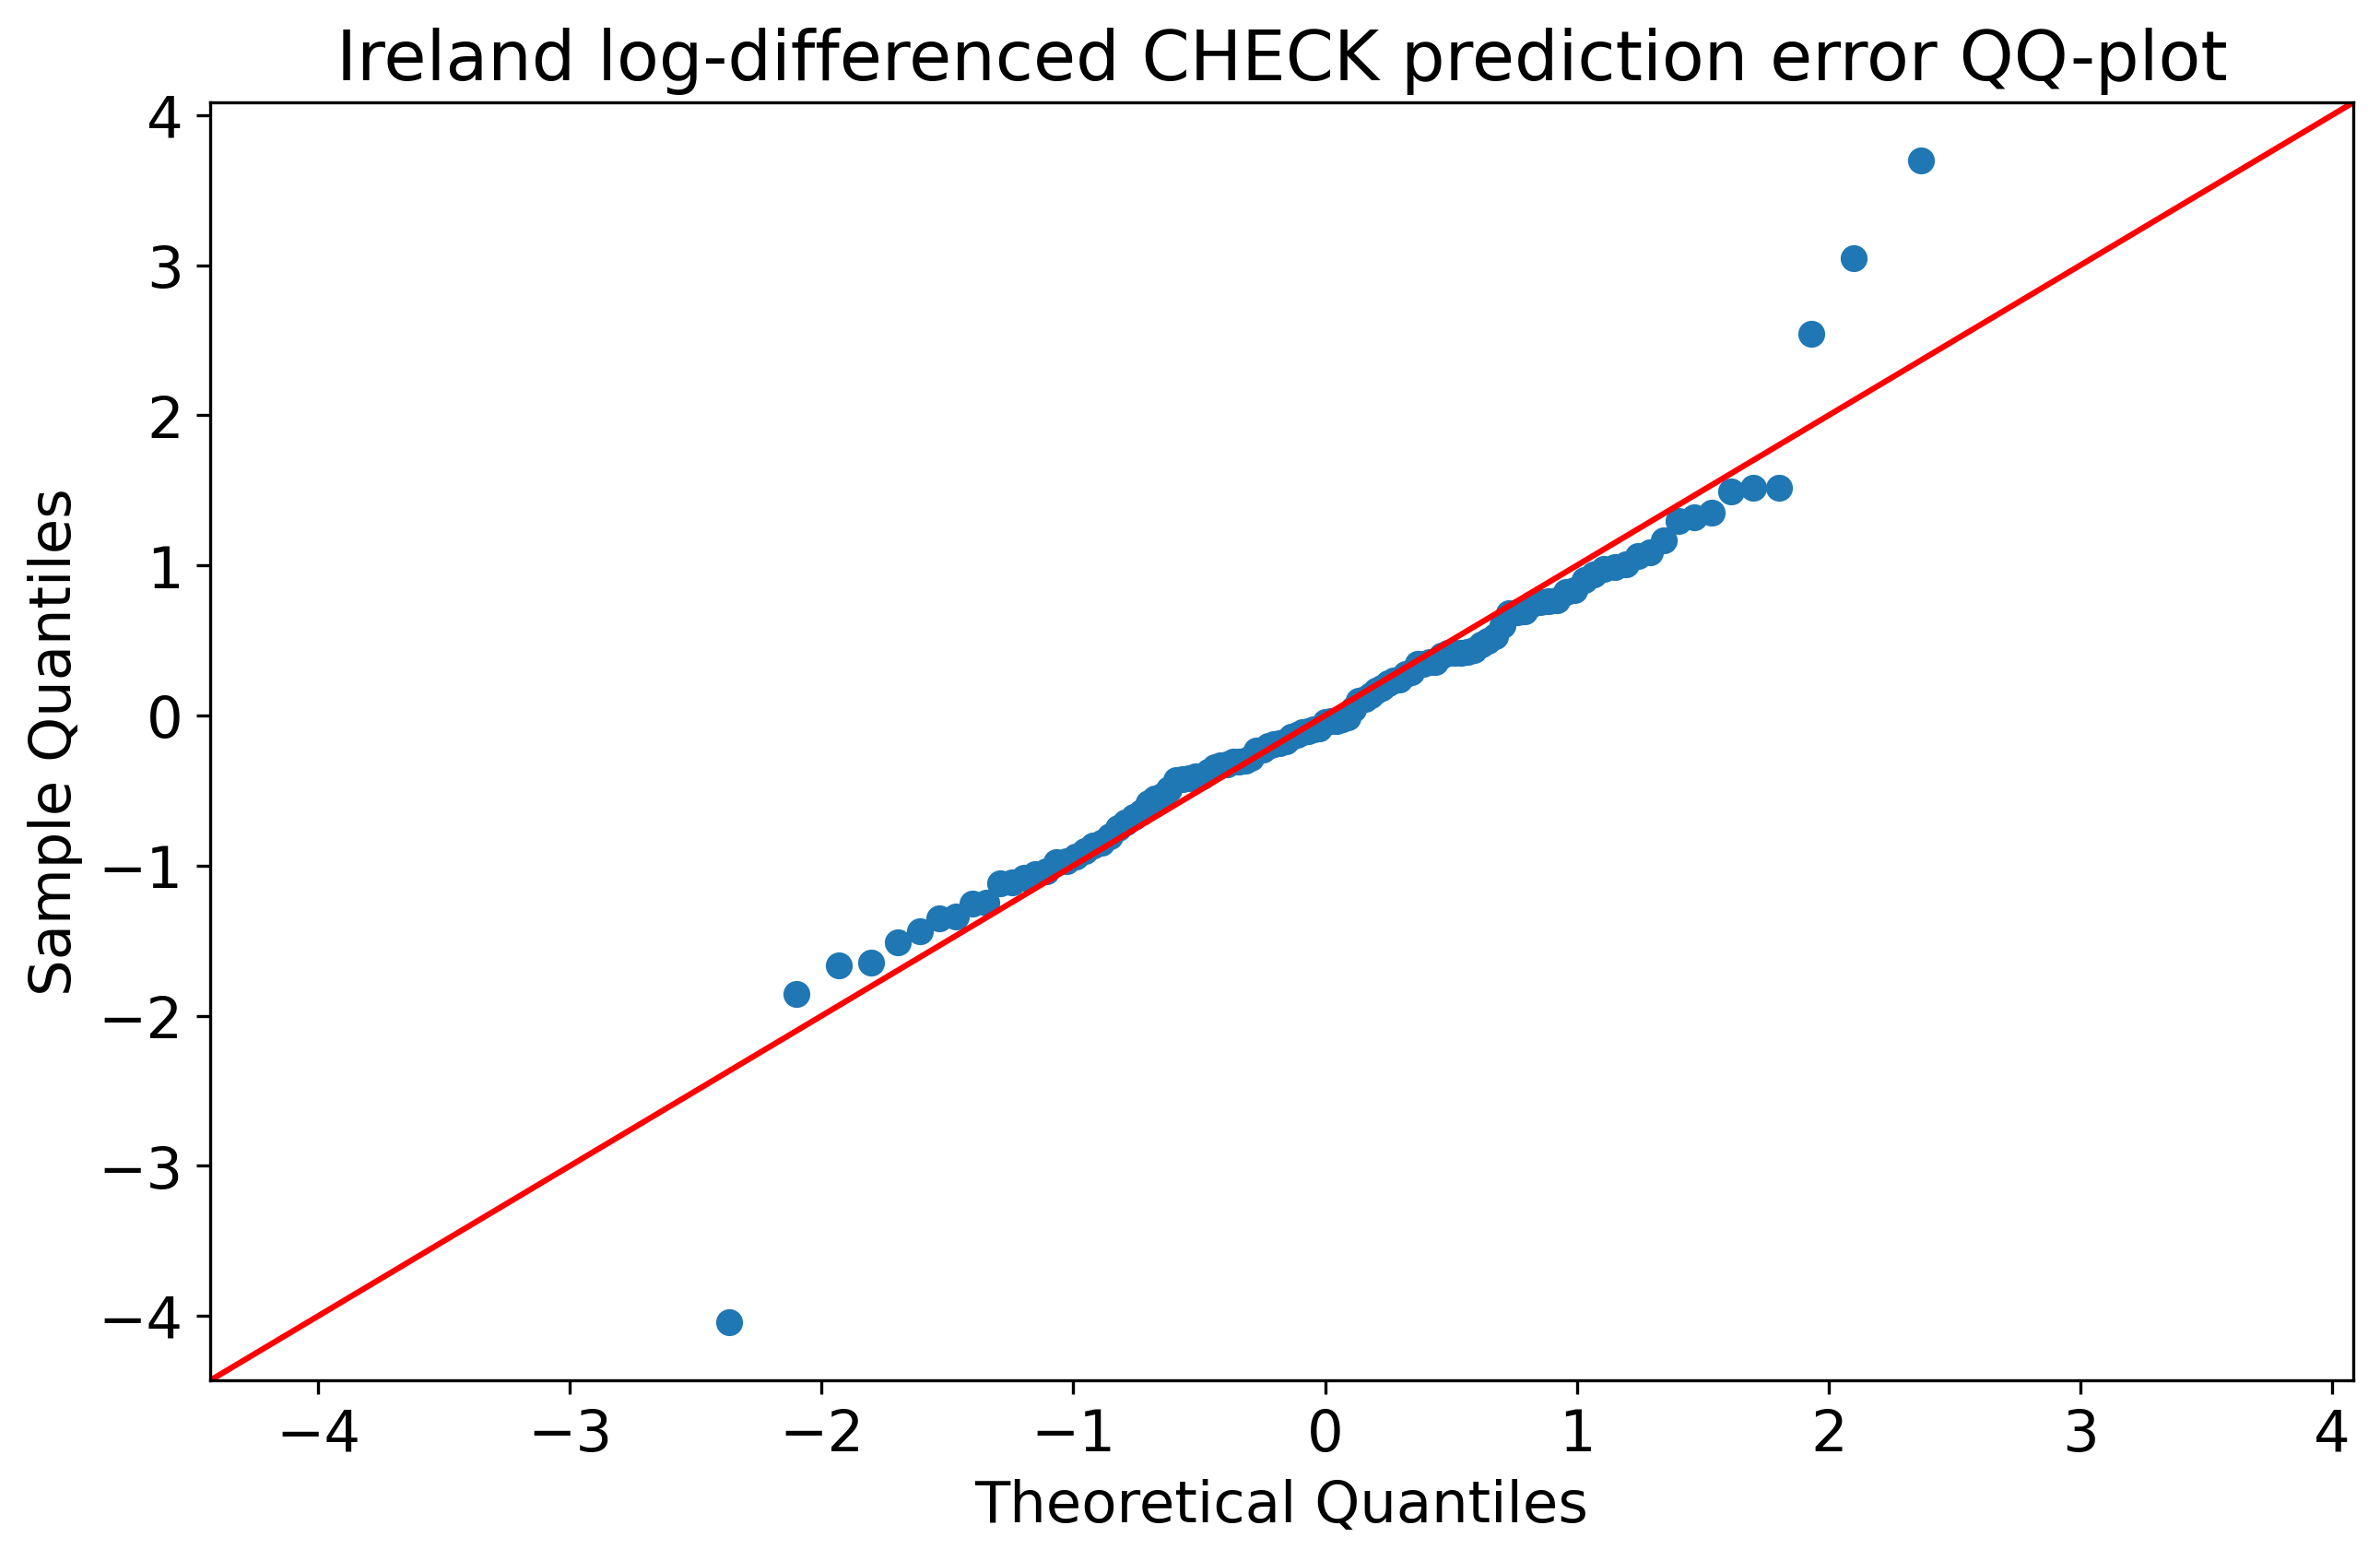 Ireland log-differenced CHECK prediction error QQ-plot
4
3
2
1
0
−1
−2
−3
−4
Sample Quantiles
−4 −3 −2 −1 0 1 2 3 4
Theoretical Quantiles